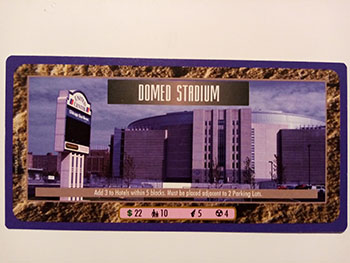 DOMED STADIUM
Add 3 to Hotels within 5 blocks. Must be placed adjacent to 2 Parking Lots.
$ 22 10 5 4